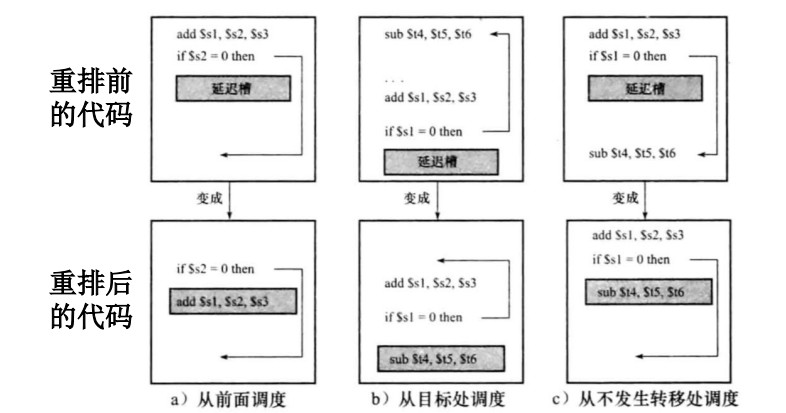 重排前
的代码
add $s1, $s2, $s3
if $s2 = 0 then
延迟槽
sub $t4, $t5, $t6
...
add $s1, $s2, $s3
if $s1 = 0 then
延迟槽
add $s1, $s2, $s3
if $s1 = 0 then
延迟槽
sub $t4, $t5, $t6
变成
变成
变成
重排后
的代码
if $s2 = 0 then
add $s1, $s2, $s3
add $s1, $s2, $s3
if $s1 = 0 then
sub $t4, $t5, $t6
add $s1, $s2, $s3
if $s1 = 0 then
sub $t4, $t5, $t6
a）从前面调度
b）从目标处调度
c）从不发生转移处调度